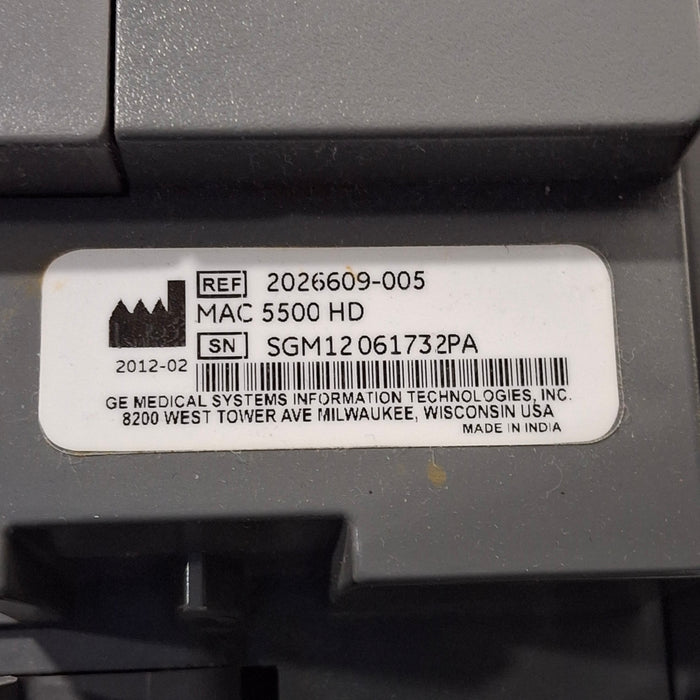 REF 2026609-005
MAC 5500 HD
SN SGM12061732PA
2012-02
GE MEDICAL SYSTEMS INFORMATION TECHNOLOGIES, INC.
8200 WEST TOWER AVE MILWAUKEE, WISCONSIN USA
MADE IN INDIA